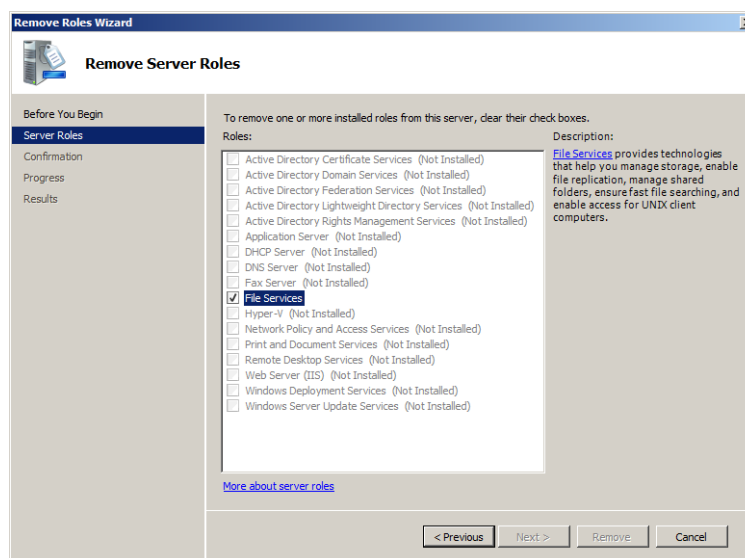 Remove Roles Wizard
Remove Server Roles
Before You Begin
Server Roles
Confirmation
Progress
Results
To remove one or more installed roles from this server, clear their check boxes.
Roles:
Active Directory Certificate Services (Not Installed)
Active Directory Domain Services (Not Installed)
Active Directory Federation Services (Not Installed)
Active Directory Lightweight Directory Services (Not Installed)
Active Directory Rights Management Services (Not Installed)
Application Server (Not Installed)
DHCP Server (Not Installed)
DNS Server (Not Installed)
Fax Server (Not Installed)
File Services
Hyper-V (Not Installed)
Network Policy and Access Services (Not Installed)
Print and Document Services (Not Installed)
Remote Desktop Services (Not Installed)
Web Server (IIS) (Not Installed)
Windows Deployment Services (Not Installed)
Windows Server Update Services (Not Installed)
More about server roles
Description:
File Services provides technologies
that help you manage storage, enable
file replication, manage shared
folders, ensure fast file searching, and
enable access for UNIX client
computers.
< Previous
Next >
Remove
Cancel